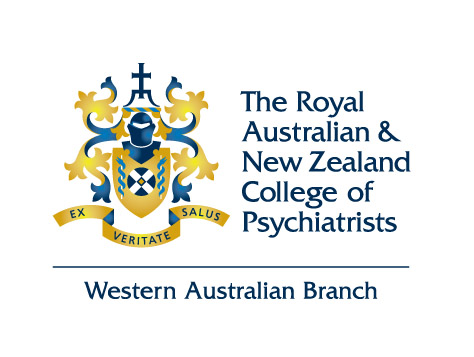 The Royal
Australian &
New Zealand
College of
Psychiatrists
EX VERITATE SALUS
Western Australian Branch